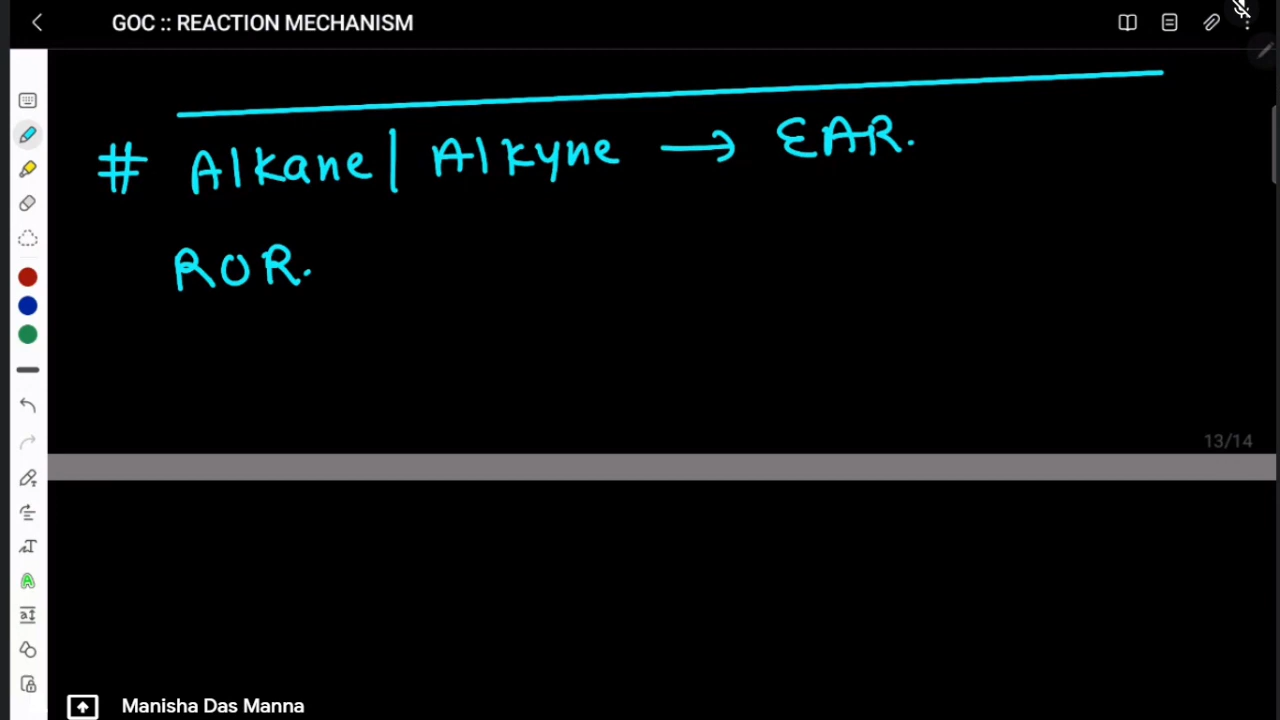 GOC :: REACTION MECHANISM
# Alkane | Alkyne → EAR.
ROR.
13/14
Manisha Das Manna